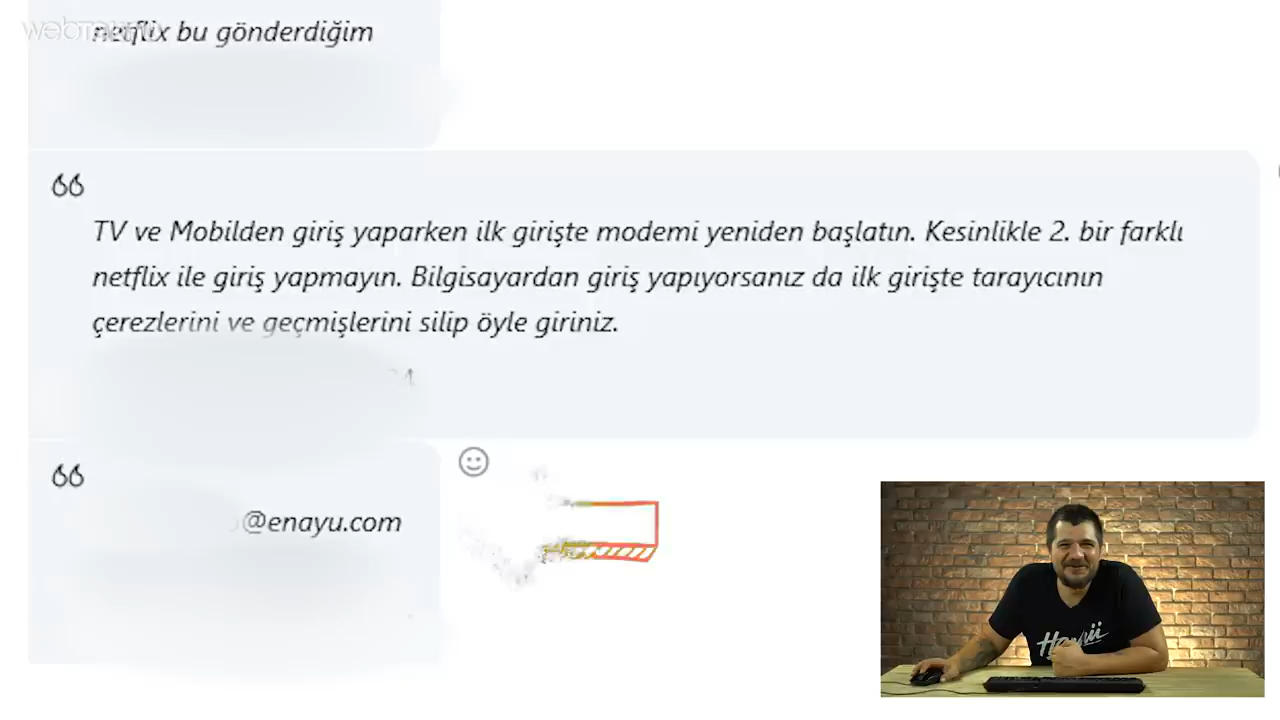 webtekno
netflix bu gönderdiğim
TV ve Mobilden giriş yaparken ilk girişte modemi yeniden başlatın. Kesinlikle 2. bir farklı
netflix ile giriş yapmayın. Bilgisayardan giriş yapıyorsanız da ilk girişte tarayıcının
çerezlerini ve geçmişlerini silip öyle giriniz.
@enayu.com